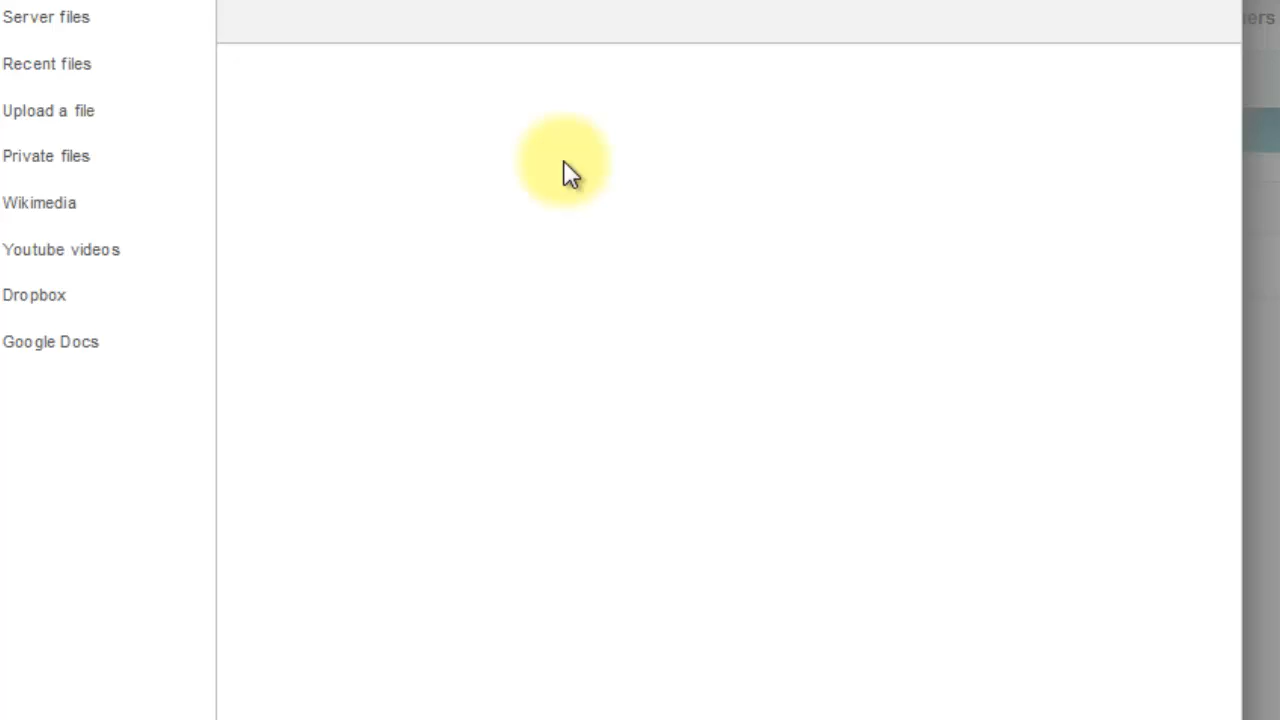 Server files
Recent files
Upload a file
Private files
Wikimedia
Youtube videos
Dropbox
Google Docs